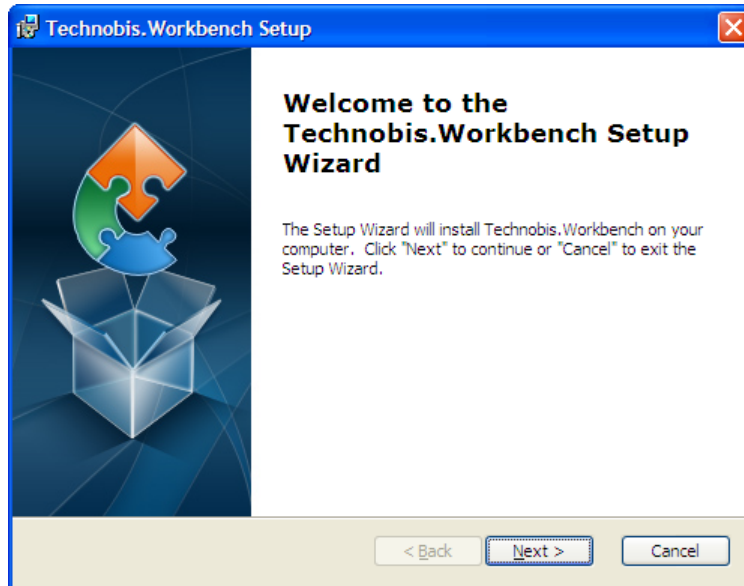 Technobis.Workbench Setup
Welcome to the
Technobis.Workbench Setup
Wizard
The Setup Wizard will install Technobis.Workbench on your
computer. Click "Next" to continue or "Cancel" to exit the
Setup Wizard.
< Back
Next >
Cancel